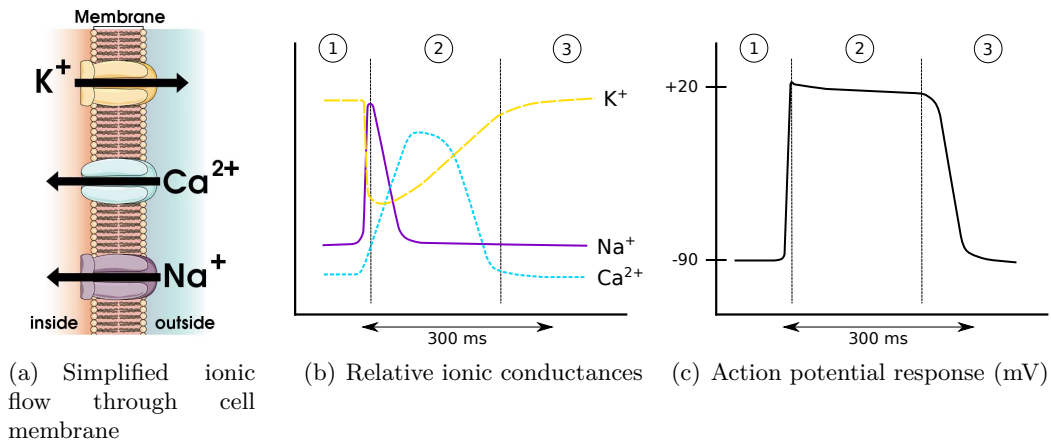 Membrane
K+
Ca2+
Na+
inside
outside
(a) Simplified ionic
flow through cell
membrane
1
2
3
K+
Na+
Ca2+
300 ms
(b) Relative ionic conductances
1
2
3
+20
-90
300 ms
(c) Action potential response (mV)